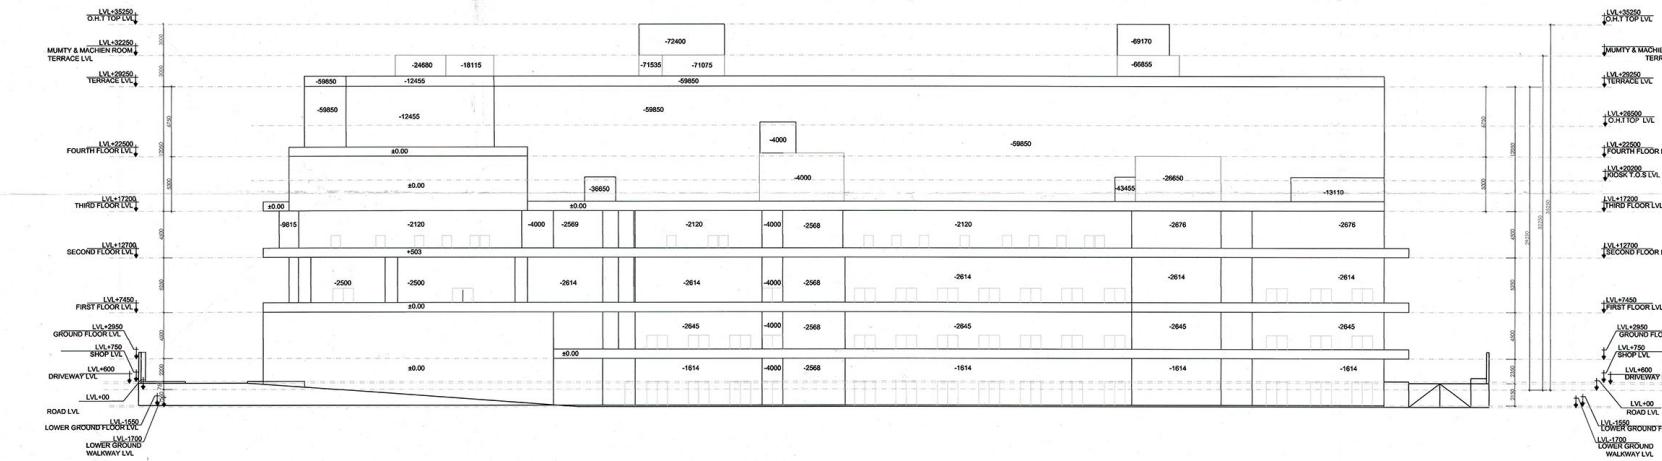 LVL+35250
O.H.T TOP LVL
LVL+32250
MUMTY & MACHIEN ROOM
TERRACE LVL
LVL+29250
TERRACE LVL
LVL+22500
FOURTH FLOOR LVL
LVL+17200
THIRD FLOOR LVL
LVL+12700
SECOND FLOOR LVL
LVL+7450
FIRST FLOOR LVL
LVL+2950
GROUND FLOOR LVL
LVL+750
SHOP LVL
LVL+600
DRIVEWAY LVL
LVL+00
ROAD LVL
LVL-1550
LOWER GROUND FLOOR LVL
LVL-1700
LOWER GROUND
WALKWAY LVL
-72400
-69170
-24680 -18115 -71535 -71075 -66855
-59850 -12455 -59850
-59850 -12455 -59850
-4000 -59850
±0.00
±0.00 -36650 -4000 -43455 -26650 -13110
±0.00 ±0.00
-9815 -2120 -4000 -2569 -2120 -4000 -2568 -2120 -2676 -2676
+503
-2500 -2500 -2614 -2614 -4000 -2568 -2614 -2614 -2614
±0.00
-2645 -4000 -2568 -2645 -2645 -2645
±0.00
±0.00 -1614 -4000 -2568 -1614 -1614 -1614
LVL+35250
O.H.T TOP LVL
MUMTY & MACHIE
TERR
LVL+29250
TERRACE LVL
LVL+26500
O.H.T TOP LVL
LVL+22500
FOURTH FLOOR
LVL+20200
KIOSK T.O.S LVL
LVL+17200
THIRD FLOOR LVL
LVL+12700
SECOND FLOOR
LVL+7450
FIRST FLOOR LVL
LVL+2950
GROUND FLO
LVL+750
SHOP LVL
LVL+600
DRIVEWAY
LVL+00
ROAD LVL
LVL-1550
LOWER GROUND F
LVL-1700
LOWER GROUND
WALKWAY LVL